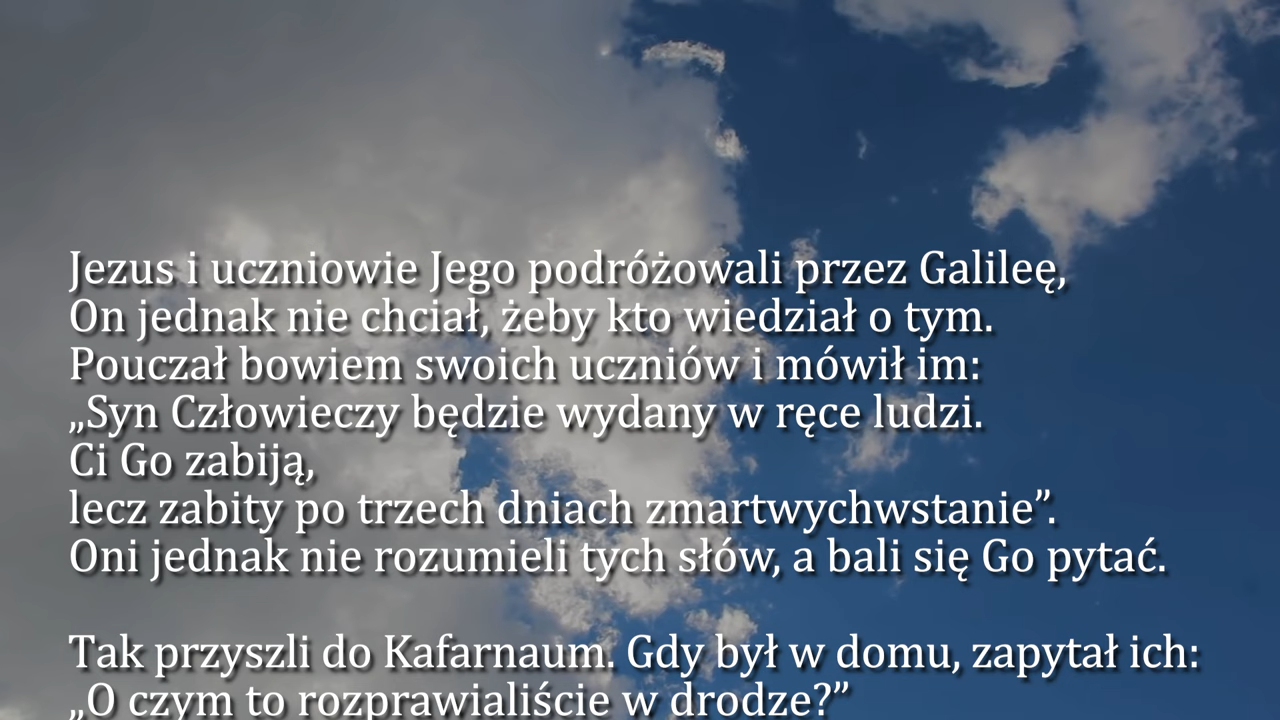 Jezus i uczniowie Jego podróżowali przez Galileę,
On jednak nie chciał, żeby kto wiedział o tym.
Pouczał bowiem swoich uczniów i mówił im:
„Syn Człowieczy będzie wydany w ręce ludzi.
Ci Go zabiją,
lecz zabity po trzech dniach zmartwychwstanie”.
Oni jednak nie rozumieli tych słów, a bali się Go pytać.

Tak przyszli do Kafarnaum. Gdy był w domu, zapytał ich:
„O czym to rozprawialiście w drodze?”